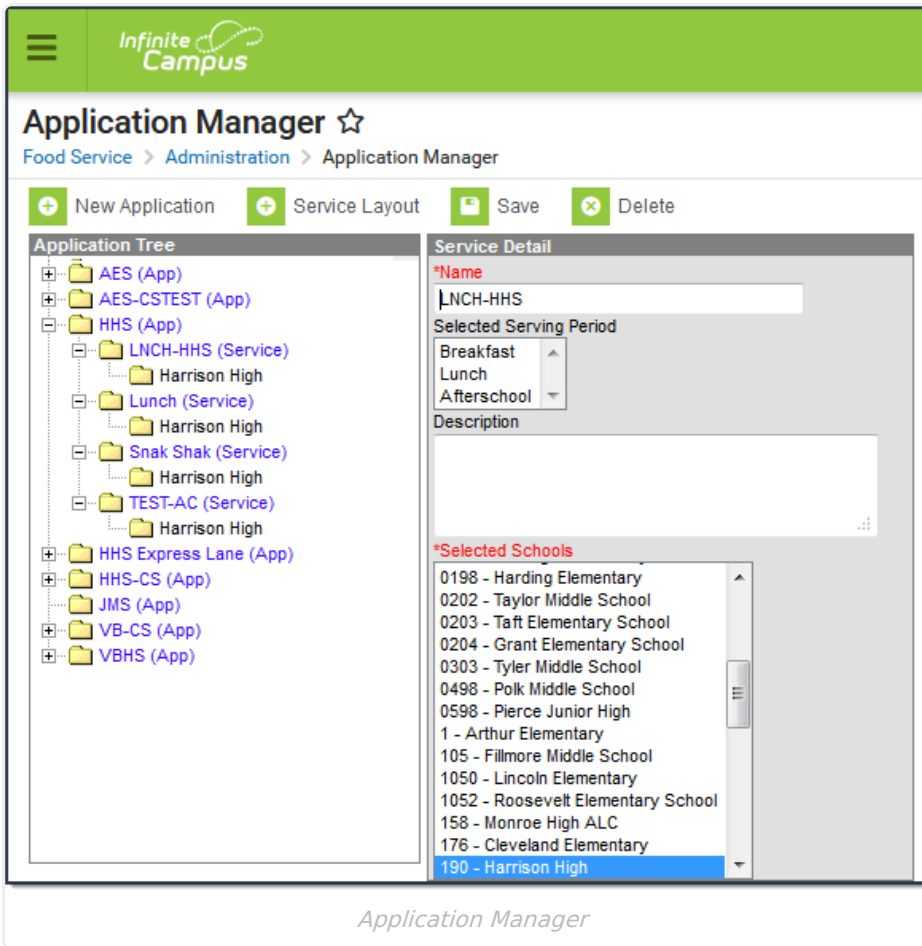 Infinite
Campus
Application Manager
Food Service > Administration > Application Manager
New Application Service Layout Save Delete
Application Tree
AES (App)
AES-CSTEST (App)
HHS (App)
LNCH-HHS (Service)
Harrison High
Lunch (Service)
Harrison High
Snak Shak (Service)
Harrison High
TEST-AC (Service)
Harrison High
HHS Express Lane (App)
HHS-CS (App)
JMS (App)
VB-CS (App)
VBHS (App)
Service Detail
*Name
LNCH-HHS
Selected Serving Period
Breakfast
Lunch
Afterschool
Description
*Selected Schools
0198 - Harding Elementary
0202 - Taylor Middle School
0203 - Taft Elementary School
0204 - Grant Elementary School
0303 - Tyler Middle School
0498 - Polk Middle School
0598 - Pierce Junior High
1 - Arthur Elementary
105 - Fillmore Middle School
1050 - Lincoln Elementary
1052 - Roosevelt Elementary School
158 - Monroe High ALC
176 - Cleveland Elementary
190 - Harrison High
Application Manager